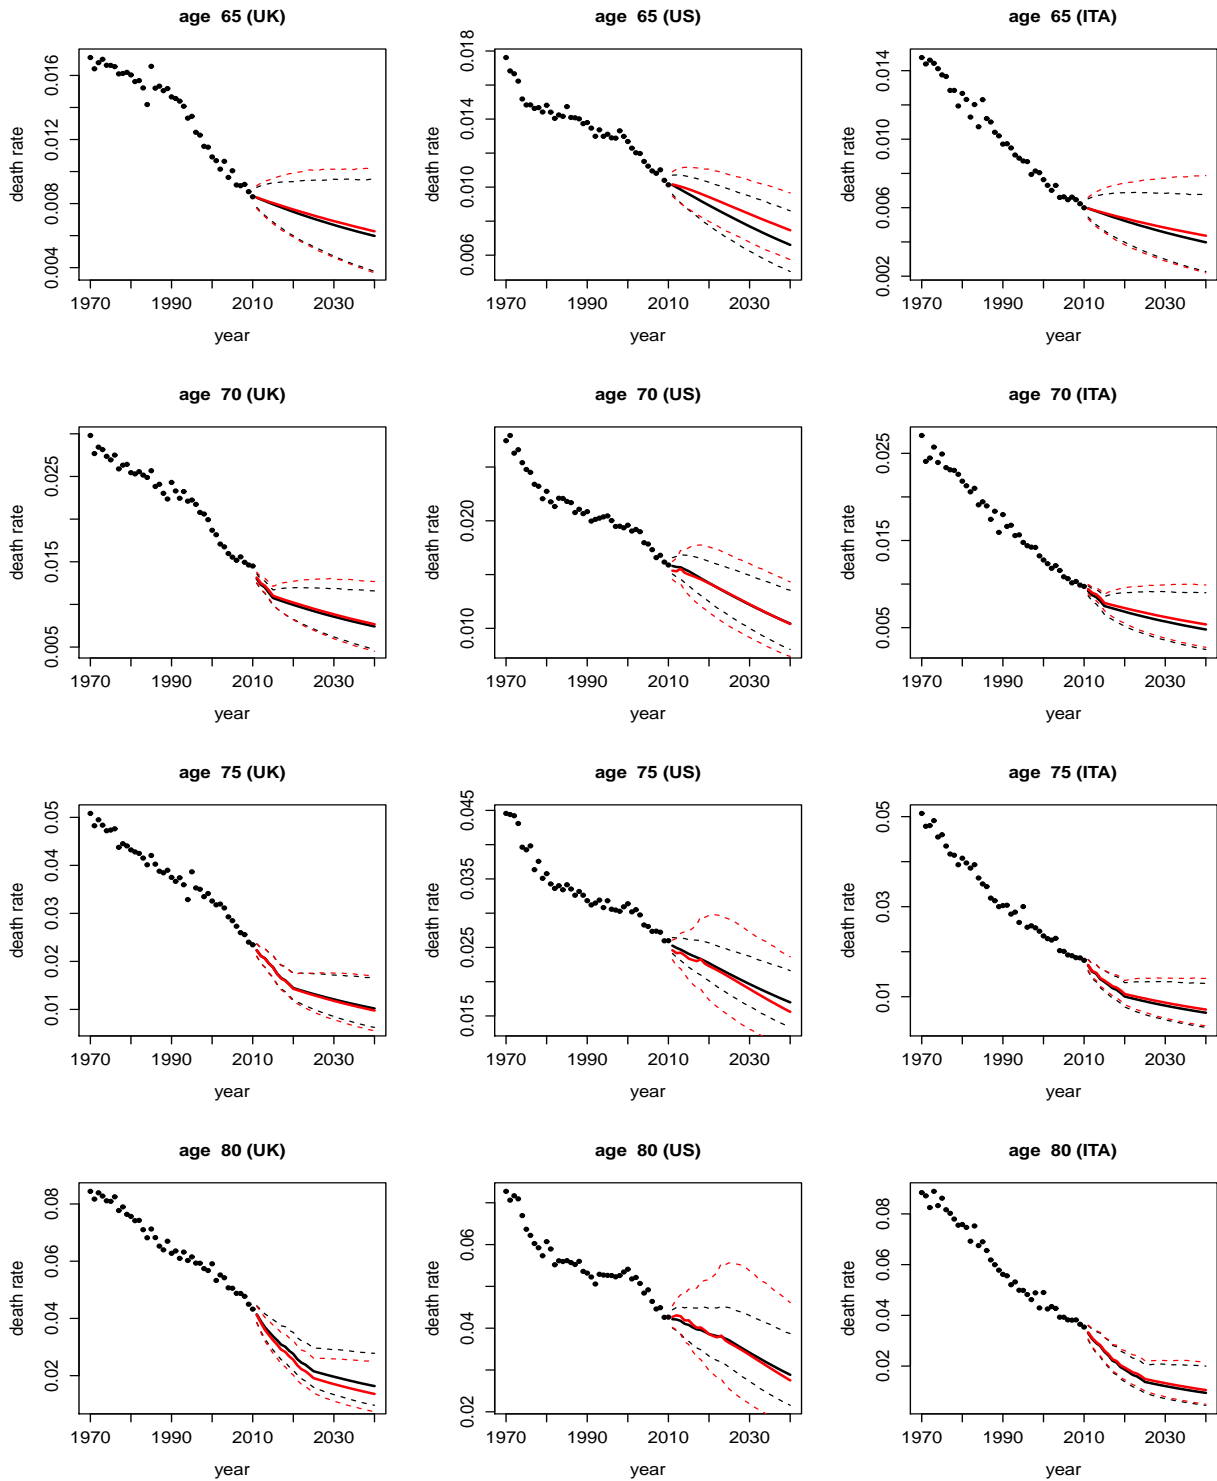 age 65 (UK)
age 65 (US)
age 65 (ITA)
death rate
0.004 0.008 0.012 0.016
1970 1990 2010 2030
year
death rate
0.006 0.010 0.014 0.018
1970 1990 2010 2030
year
death rate
0.002 0.006 0.010 0.014
1970 1990 2010 2030
year
age 70 (UK)
age 70 (US)
age 70 (ITA)
death rate
0.005 0.015 0.025
1970 1990 2010 2030
year
death rate
0.010 0.020
1970 1990 2010 2030
year
death rate
0.005 0.015 0.025
1970 1990 2010 2030
year
age 75 (UK)
age 75 (US)
age 75 (ITA)
death rate
0.01 0.02 0.03 0.04 0.05
1970 1990 2010 2030
year
death rate
0.015 0.025 0.035 0.045
1970 1990 2010 2030
year
death rate
0.01 0.03 0.05
1970 1990 2010 2030
year
age 80 (UK)
age 80 (US)
age 80 (ITA)
death rate
0.02 0.04 0.06 0.08
1970 1990 2010 2030
year
death rate
0.02 0.04 0.06
1970 1990 2010 2030
year
death rate
0.02 0.04 0.06 0.08
1970 1990 2010 2030
year